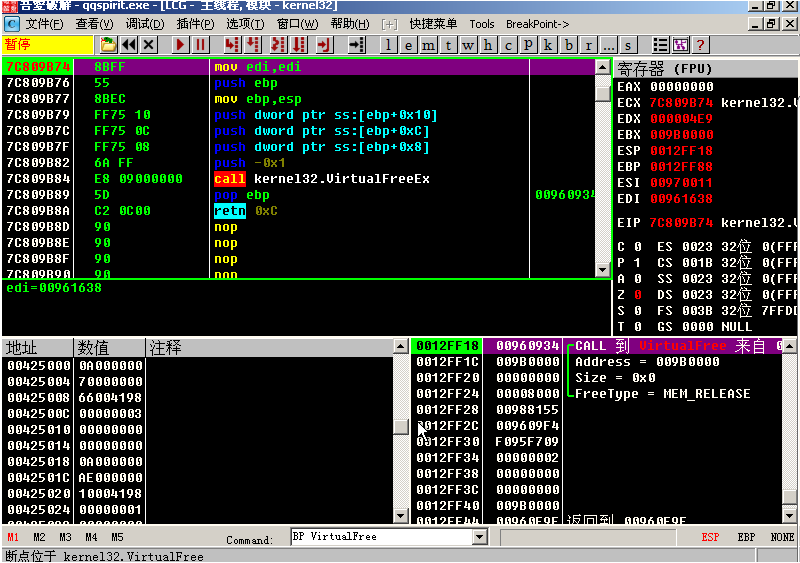 吾爱破解 - qqspirit.exe - [LCG - 主线程, 模块 - kernel32]
C 文件(F) 查看(V) 调试(D) 插件(P) 选项(T) 窗口(W) 帮助(H) [+] 快捷菜单 Tools BreakPoint->
暂停 l e m t w h c p k b r ... s ?
7C809B74 8BFF mov edi,edi
7C809B76 55 push ebp
7C809B77 8BEC mov ebp,esp
7C809B79 FF75 10 push dword ptr ss:[ebp+0x10]
7C809B7C FF75 0C push dword ptr ss:[ebp+0xC]
7C809B7F FF75 08 push dword ptr ss:[ebp+0x8]
7C809B82 6A FF push -0x1
7C809B84 E8 09000000 call kernel32.VirtualFreeEx
7C809B89 5D pop ebp 00960934
7C809B8A C2 0C00 retn 0xC
7C809B8D 90 nop
7C809B8E 90 nop
7C809B8F 90 nop
7C809B90 90 nop
edi=00961638
寄存器 (FPU)
EAX 00000000
ECX 7C809B74 kernel32.V
EDX 000004E9
EBX 009B0000
ESP 0012FF18
EBP 0012FF88
ESI 00970011
EDI 00961638
EIP 7C809B74 kernel32.V
C 0 ES 0023 32位 0(FFF
P 1 CS 001B 32位 0(FFF
A 0 SS 0023 32位 0(FFF
Z 0 DS 0023 32位 0(FFF
S 0 FS 003B 32位 7FFDD
T 0 GS 0000 NULL
地址 数值 注释
00425000 0A000000
00425004 70000000
00425008 66004198
0042500C 00000003
00425010 00000000
00425014 00000000
00425018 0A000000
0042501C AE000000
00425020 10004198
00425024 00000001
0012FF18 00960934 CALL 到 VirtualFree 来自 0
0012FF1C 009B0000 Address = 009B0000
0012FF20 00000000 Size = 0x0
0012FF24 00008000 FreeType = MEM_RELEASE
0012FF28 00988155
0012FF2C 009609F4
0012FF30 F095F709
0012FF34 00000002
0012FF38 00000000
0012FF3C 00000000
0012FF40 009B0000
0012FF44 00960E9E 返回到 00960E9E
M1 M2 M3 M4 M5 Command: BP VirtualFree ESP EBP NONE
断点位于 kernel32.VirtualFree